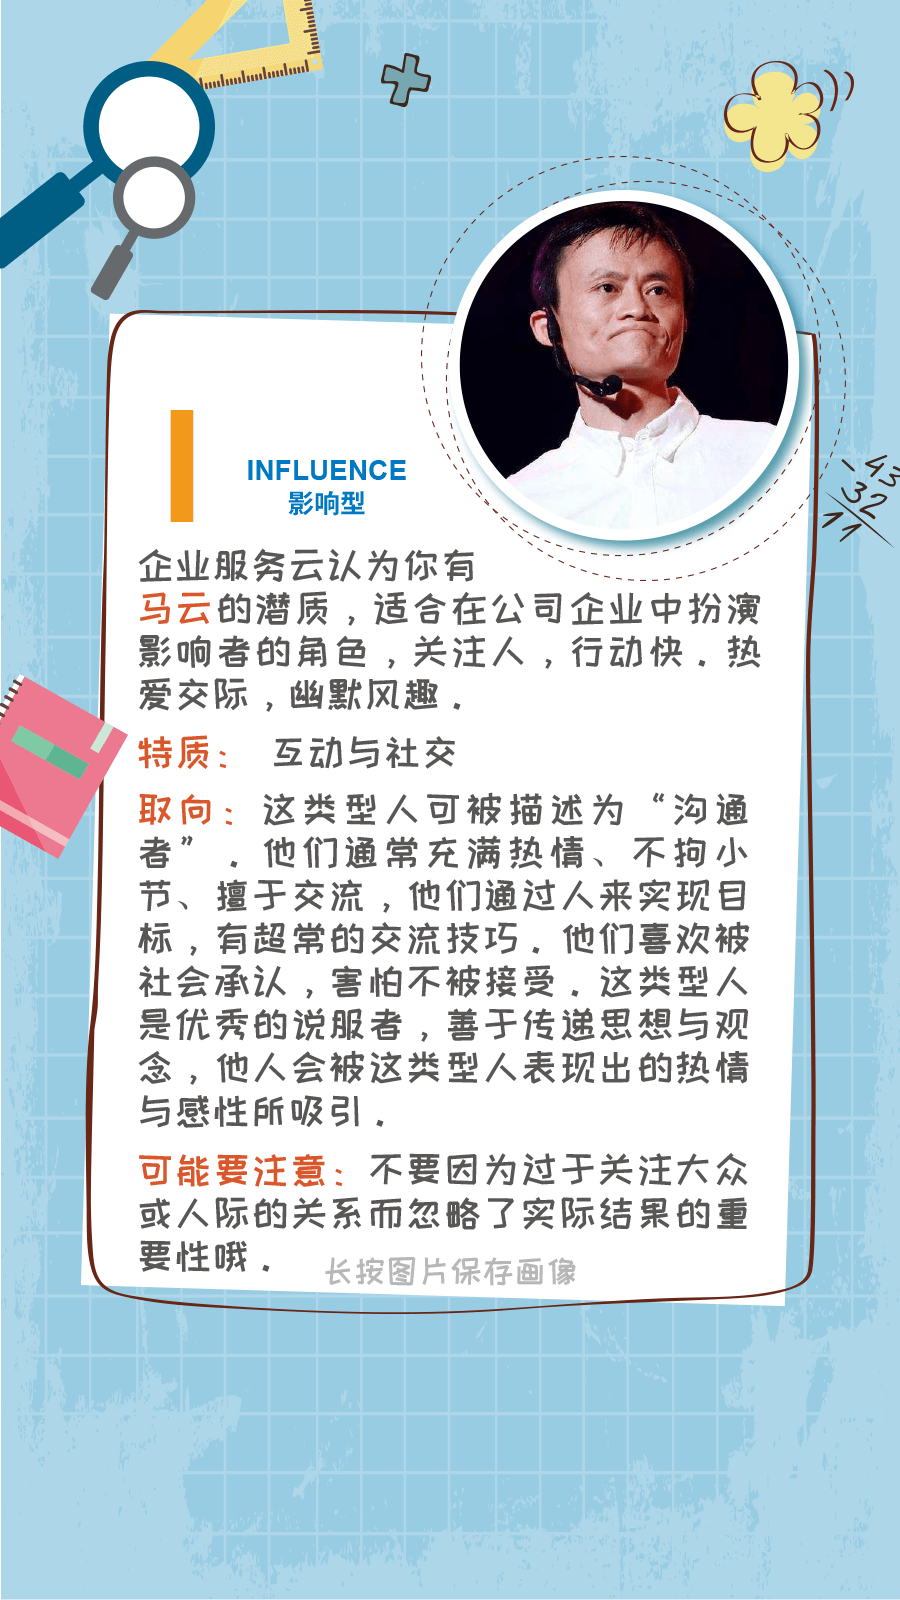 I
INFLUENCE
影响型
企业服务云认为你有
马云的潜质，适合在公司企业中扮演
影响者的角色，关注人，行动快．热
爱交际，幽默风趣．
特质： 互动与社交
取向：这类型人可被描述为“沟通
者”．他们通常充满热情、不拘小
节、擅于交流，他们通过人来实现目
标，有超常的交流技巧．他们喜欢被
社会承认，害怕不被接受．这类型人
是优秀的说服者，善于传递思想与观
念，他人会被这类型人表现出的热情
与感性所吸引．
可能要注意：不要因为过于关注大众
或人际的关系而忽略了实际结果的重
要性哦．
长按图片保存画像
- 43
32
11